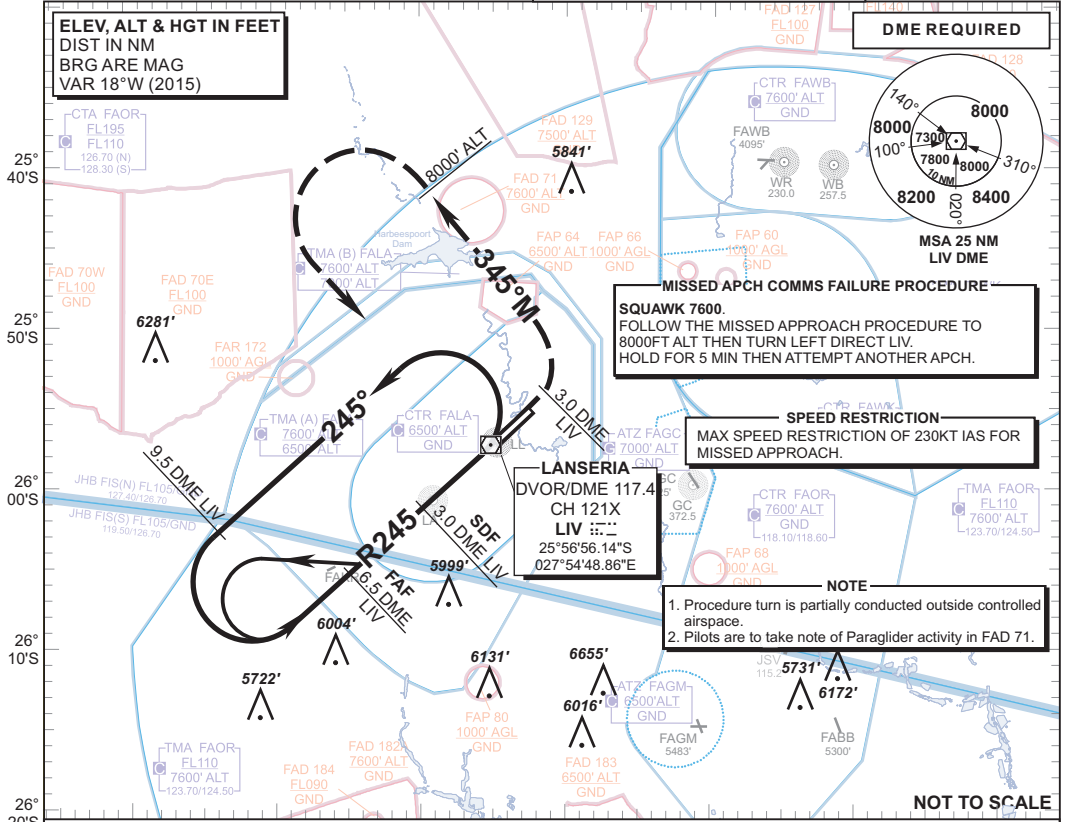 ELEV, ALT & HGT IN FEET
DIST IN NM
BRG ARE MAG
VAR 18°W (2015)
FAD 127
FL100
GND
FL140
DME REQUIRED
FAD 128
CTA FAOR
FL195
FL110
126.70 (N)
128.30 (S)
C
CTR FAWB
7600' ALT
GND
C
FAWB
4095'
WR
230.0
WB
257.5
140°
8000
8000
7300
100°
310°
7800
8000
10 NM
8200
020°
8400
MSA 25 NM
LIV DME
25°
40'S
8000' ALT
FAD 129
7500' ALT
5841'
FAD 71
7600' ALT
GND
Harbeespoort
Dam
TMA (B) FALA
7600' ALT
C
345°M
FAP 64
6500' ALT
GND
FAP 66
1000' AGL
GND
FAP 60
1000' AGL
GND
FAD 70W
FL100
GND
FAD 70E
FL100
GND
MISSED APCH COMMS FAILURE PROCEDURE
SQUAWK 7600.
FOLLOW THE MISSED APPROACH PROCEDURE TO
8000FT ALT THEN TURN LEFT DIRECT LIV.
HOLD FOR 5 MIN THEN ATTEMPT ANOTHER APCH.
25°
50'S
6281'
FAR 172
1000' AGL
GND
245°
TMA (A)
7600'
6500'
C
CTR FALA
6500' ALT
GND
C
3.0 DME
LIV
ATZ FAGC
7000' ALT
GND
C
SPEED RESTRICTION
MAX SPEED RESTRICTION OF 230KT IAS FOR
MISSED APPROACH.
9.5 DME LIV
LANSERIA
DVOR/DME 117.4
CH 121X
LIV
25°56'56.14"S
027°54'48.86"E
GC
372.5
CTR FAOR
7600' ALT
GND
118.10/118.60
C
TMA FAOR
FL110
7600' ALT
123.70/124.50
C
26°
00'S
JHB FIS(N) FL105/
127.40/126.70
JHB FIS(S) FL105/GND
119.50/126.70
R245
SDF
3.0 DME LIV
FAF
6.5 DME
LIV
5999'
FAP 68
1000' AGL
GND
NOTE
1. Procedure turn is partially conducted outside controlled
airspace.
2. Pilots are to take note of Paraglider activity in FAD 71.
6004'
26°
10'S
5722'
6131'
6655'
6016'
JSV
115.2
5731'
6172'
FAP 80
1000' AGL
GND
ATZ FAGM
6500'ALT
GND
C
FAGM
5483'
FABB
5300'
TMA FAOR
FL110
7600' ALT
123.70/124.50
C
FAD 182
7600' ALT
GND
FAD 184
FL090
GND
FAD 183
6500' ALT
GND
NOT TO SCALE
26°
20'S